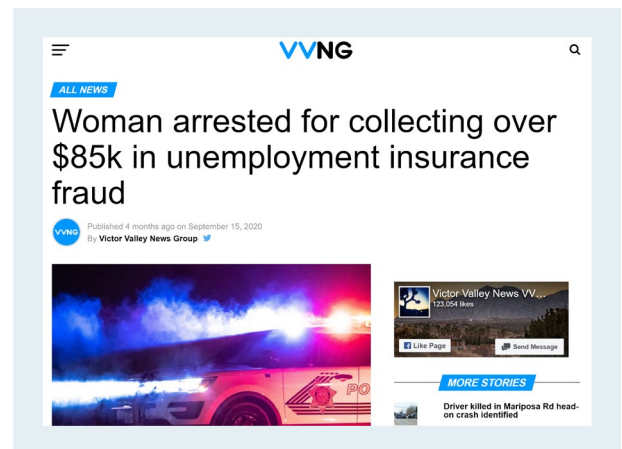 VVNG
ALL NEWS
Woman arrested for collecting over
$85k in unemployment insurance
fraud
VVNG
Published 4 months ago on September 15, 2020
By Victor Valley News Group
Victor Valley News VV...
123,054 likes
Like Page
Send Message
PO
MORE STORIES
Driver killed in Mariposa Rd head-
on crash identified